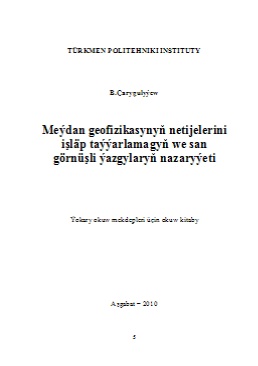 TÜRKMEN POLITEHNIKI INSTITUTY
B.Çarygulyýew
Meýdan geofizikasynyň netijelerini
işläp taýýarlamagyň we san
görnüşli ýazgylaryň nazaryýeti
Ýokary okuw mekdepleri üçin okuw kitaby
Aşgabat – 2010
5